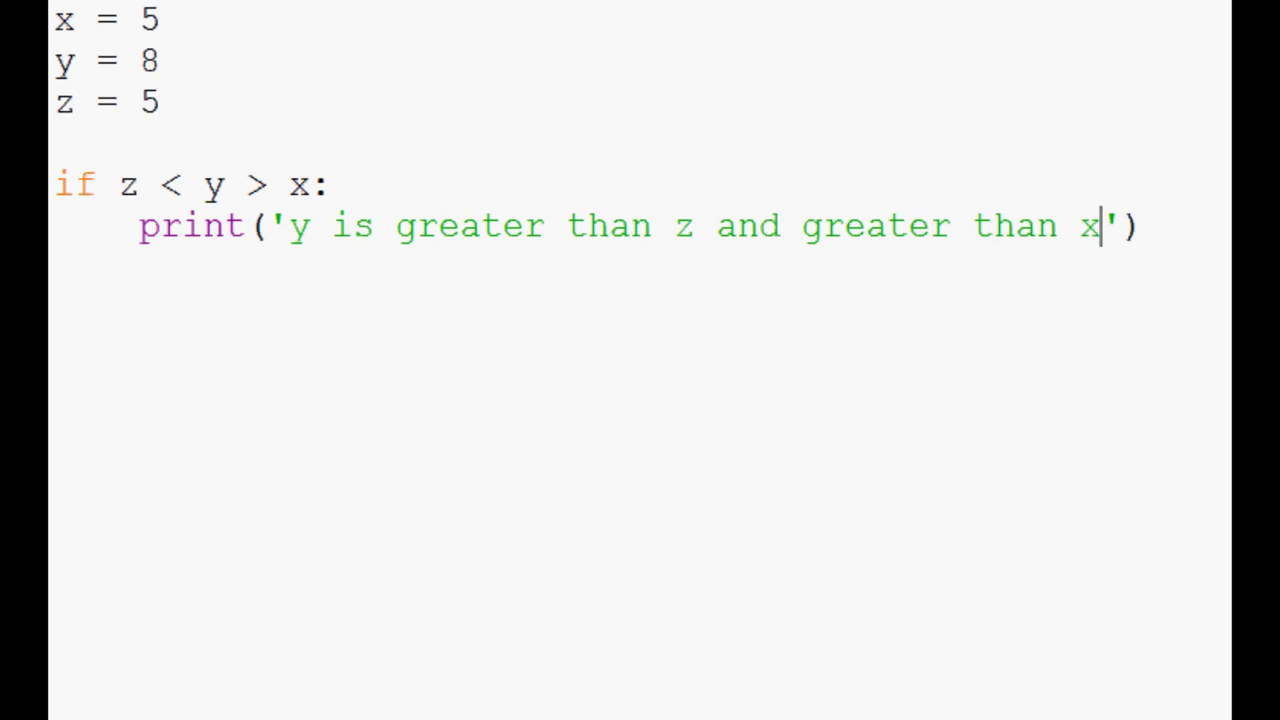 x = 5
y = 8
z = 5
if z < y > x:
    print('y is greater than z and greater than x')